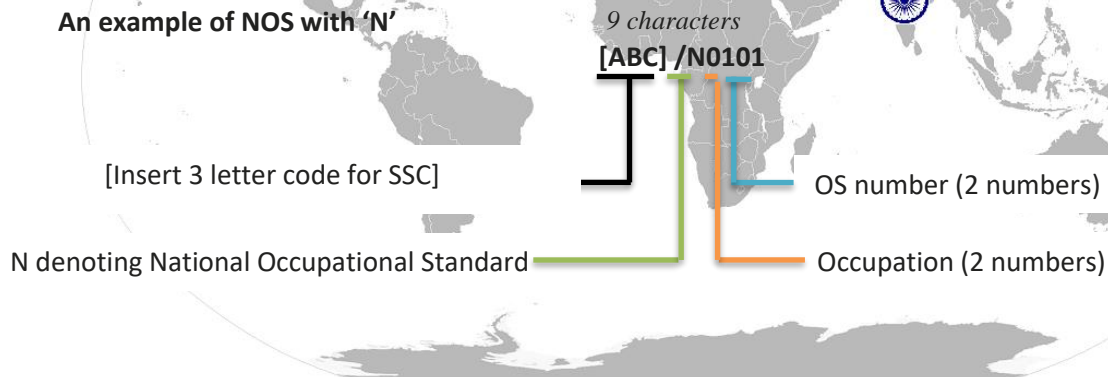 An example of NOS with ‘N’
9 characters
[ABC] /N0101
[Insert 3 letter code for SSC]
OS number (2 numbers)
N denoting National Occupational Standard
Occupation (2 numbers)